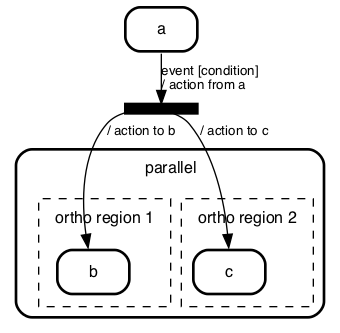 a
event [condition]
/ action from a
/ action to b
/ action to c
parallel
ortho region 1
ortho region 2
b
c